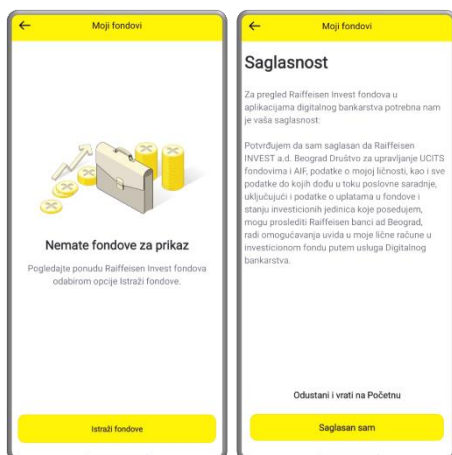 Moji fondovi
Nemate fondove za prikaz
Pogledajte ponudu Raiffeisen Invest fondova
odabirom opcije Istraži fondove.
Istraži fondove
Moji fondovi
Saglasnost
Za pregled Raiffeisen Invest fondova u
aplikacijama digitalnog bankarstva potrebna nam
je vaša saglasnost:
Potvrđujem da sam saglasan da Raiffeisen
INVEST a.d. Beograd Društvo za upravljanje UCITS
fondovima i AIF, podatke o mojoj ličnosti, kao i sve
podatke do kojih dođu u toku poslovne saradnje,
uključujući i podatke o uplatama u fondove i
stanju investicionih jedinica koje posedujem,
mogu proslediti Raiffeisen banci ad Beograd,
radi omogućavanja uvida u moje lične račune u
investicionom fondu putem usluga Digitalnog
bankarstva.
Odustani i vrati na Početnu
Saglasan sam